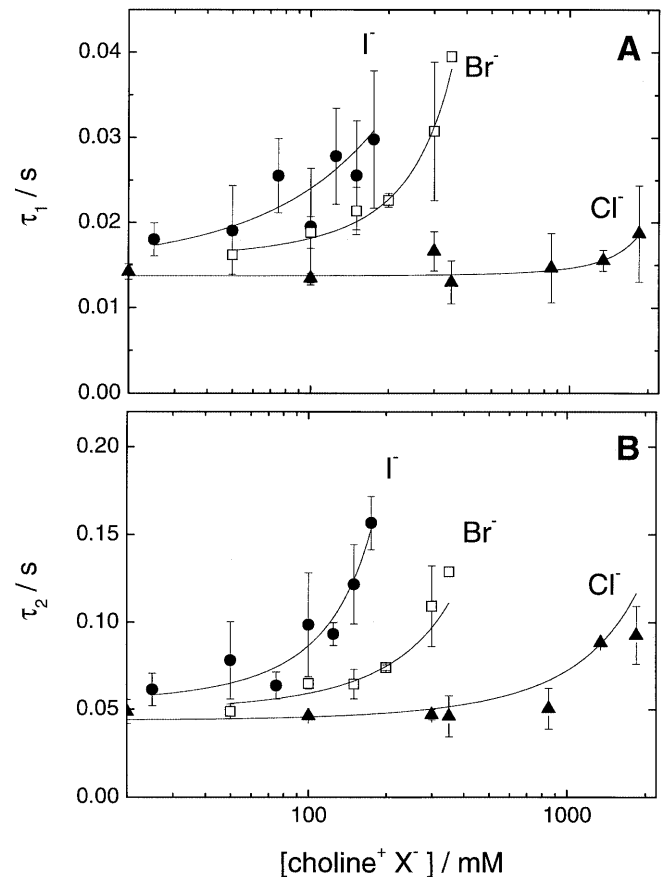 A
I⁻
Br⁻
Cl⁻
0.04
0.03
0.02
0.01
0.00
τ₁ / s
B
I⁻
Br⁻
Cl⁻
0.20
0.15
0.10
0.05
0.00
τ₂ / s
100 1000
[choline⁺ X⁻] / mM